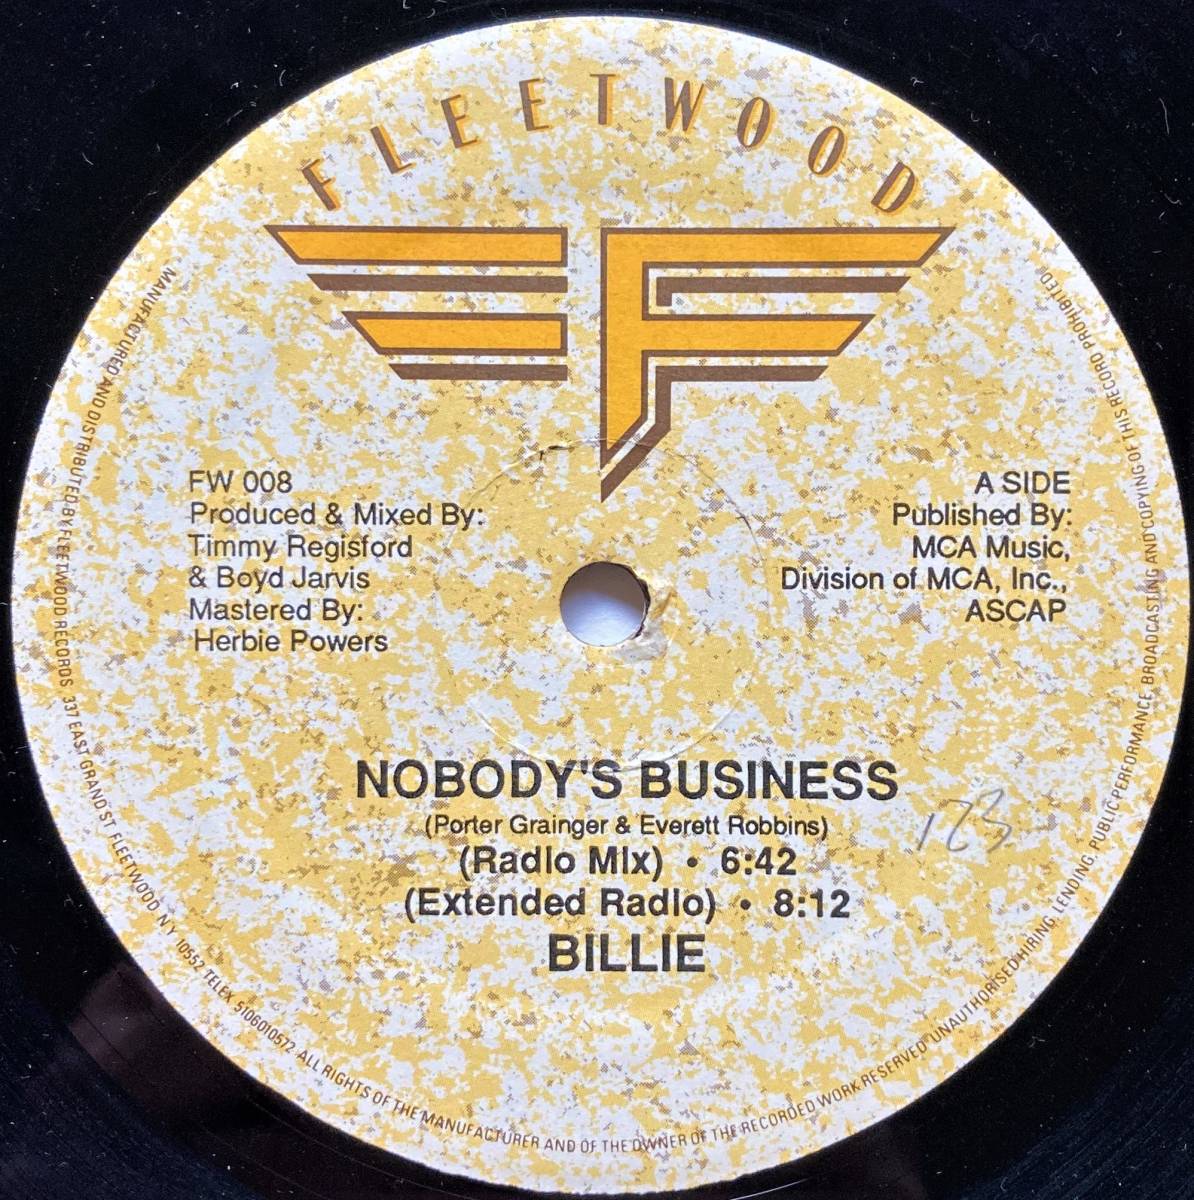 FLEETWOOD
F
FW 008
Produced & Mixed By:
Timmy Regisford
& Boyd Jarvis
Mastered By:
Herbie Powers
A SIDE
Published By:
MCA Music,
Division of MCA, Inc.,
ASCAP
NOBODY'S BUSINESS
(Porter Grainger & Everett Robbins)
(Radio Mix) • 6:42
(Extended Radio) • 8:12
BILLIE
123
MANUFACTURED AND DISTRIBUTED BY FLEETWOOD RECORDS 337 EAST GRAND ST FLEETWOOD N Y 10552 TELEX 5106010572 ALL RIGHTS OF THE MANUFACTURER AND OF THE OWNER OF THE RECORDED WORK RESERVED UNAUTHORISED HIRING, LENDING, PUBLIC PERFORMANCE, BROADCASTING AND COPYING OF THIS RECORD PROHIBITED